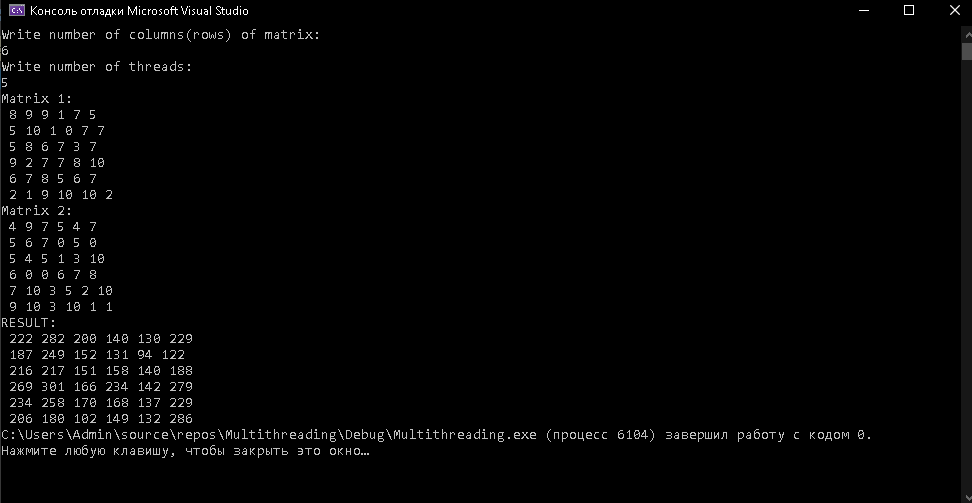 Консоль отладки Microsoft Visual Studio
Write number of columns(rows) of matrix:
6
Write number of threads:
5
Matrix 1:
8 9 9 1 7 5
5 10 1 0 7 7
5 8 6 7 3 7
9 2 7 7 8 10
6 7 8 5 6 7
2 1 9 10 10 2
Matrix 2:
4 9 7 5 4 7
5 6 7 0 5 0
5 4 5 1 3 10
6 0 0 6 7 8
7 10 3 5 2 10
9 10 3 10 1 1
RESULT:
222 282 200 140 130 229
187 249 152 131 94 122
216 217 151 158 140 188
269 301 166 234 142 279
234 258 170 168 137 229
206 180 102 149 132 286
C:\Users\Admin\source\repos\Multithreading\Debug\Multithreading.exe (процесс 6104) завершил работу с кодом 0.
Нажмите любую клавишу, чтобы закрыть это окно…